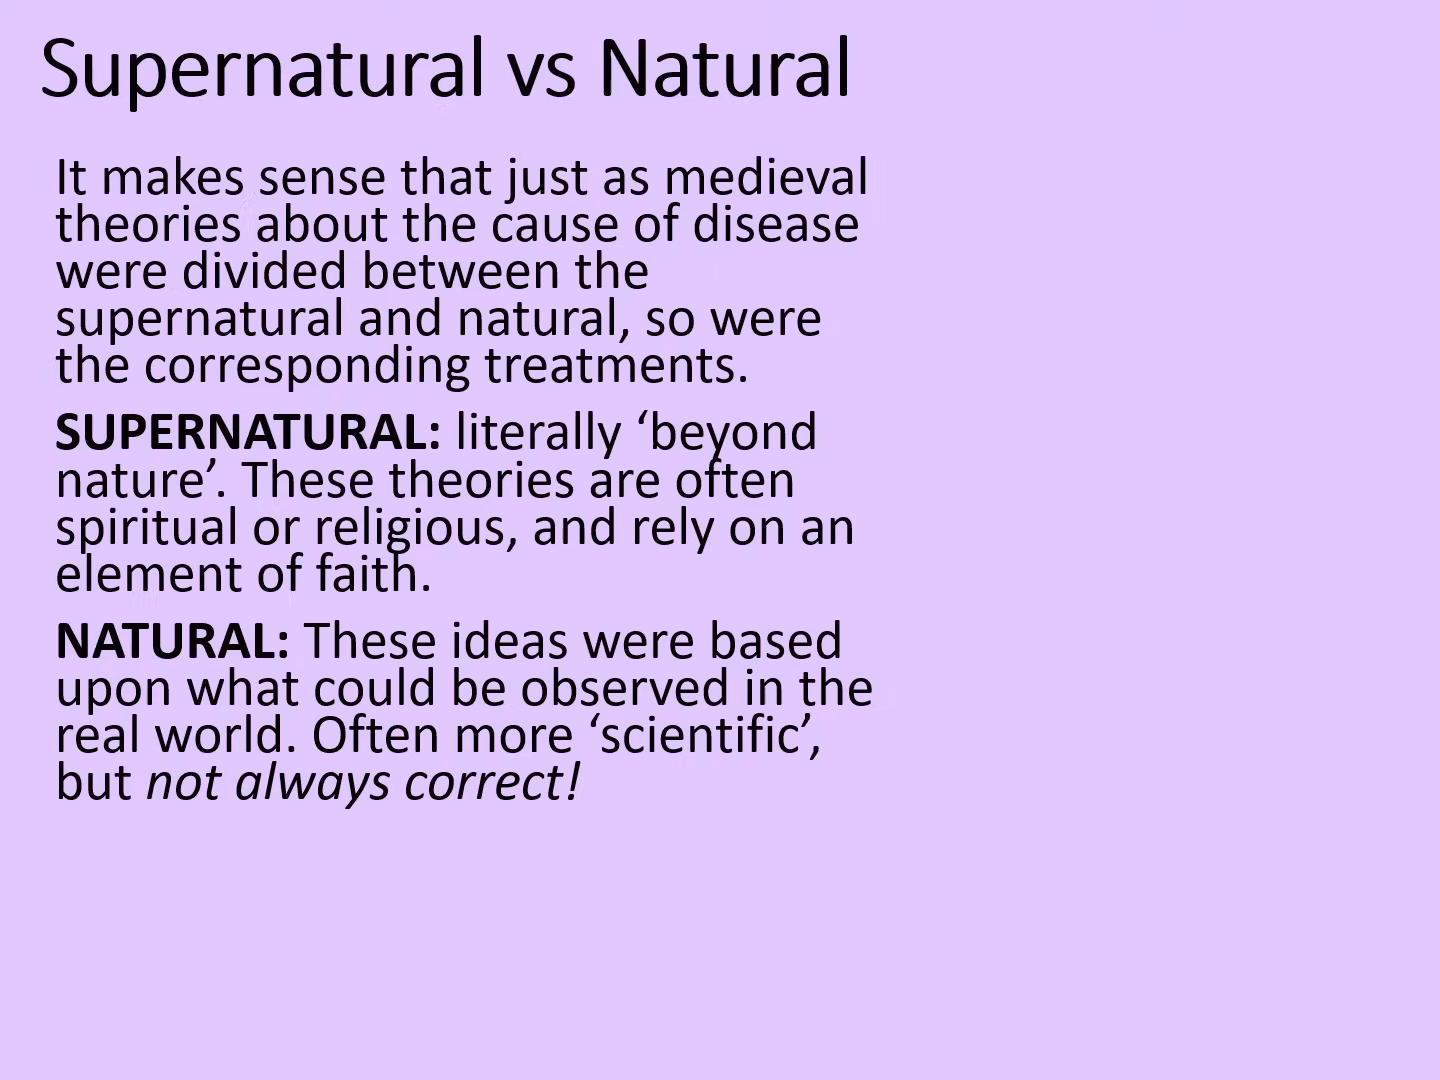 Supernatural vs Natural
It makes sense that just as medieval
theories about the cause of disease
were divided between the
supernatural and natural, so were
the corresponding treatments.
SUPERNATURAL: literally ‘beyond
nature’. These theories are often
spiritual or religious, and rely on an
element of faith.
NATURAL: These ideas were based
upon what could be observed in the
real world. Often more ‘scientific’,
but not always correct!